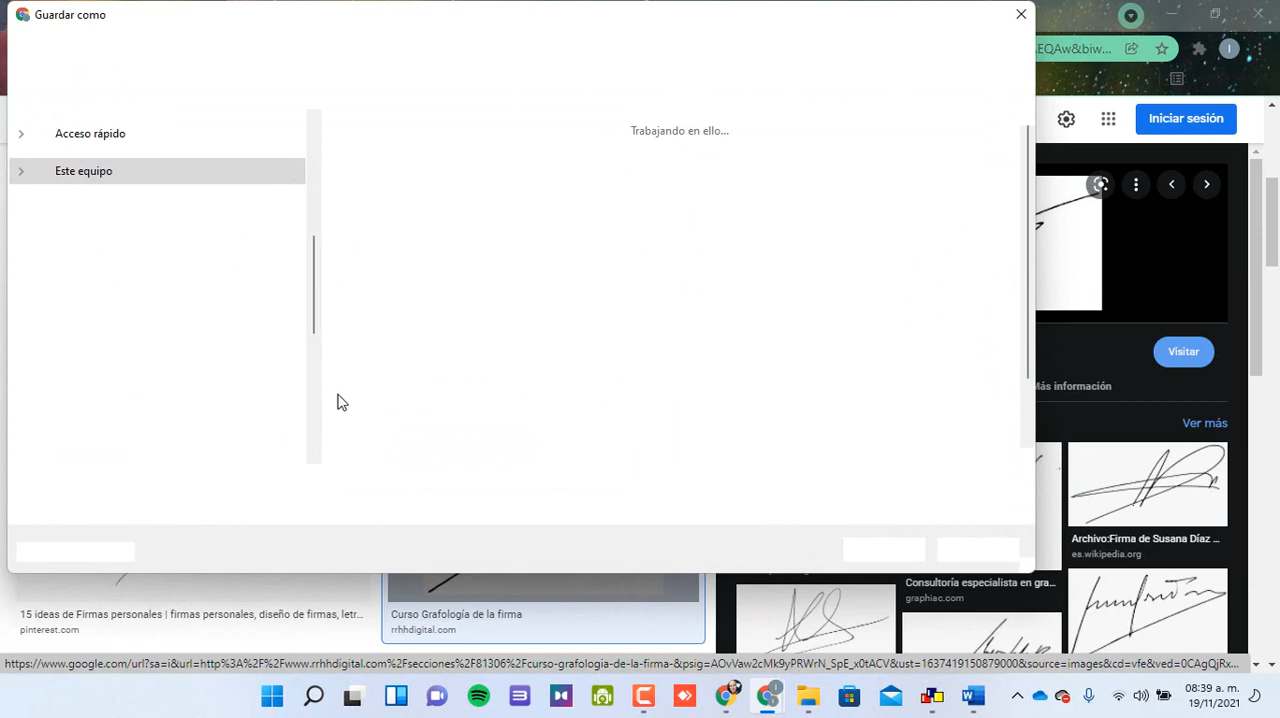 Guardar como
EQAw&biw...
Acceso rápido
Trabajando en ello...
Este equipo
Iniciar sesión
Visitar
Más información
Ver más
Archivo:Firma de Susana Díaz ...
es.wikipedia.org
Consultoría especialista en gra...
graphiac.com
15 ideas de Firmas personales | firmas personales, diseño de firmas, letr...
pinterest.com
Curso Grafología de la firma
rrhhdigital.com
https://www.google.com/url?sa=i&url=http%3A%2F%2Fwww.rrhhdigital.com%2Fsecciones%2F81306%2Fcurso-grafologia-de-la-firma-&psig=AOvVaw2cMk9yPRWrN_SpE_x0tACV&ust=1637419150879000&source=images&cd=vfe&ved=0CAgQjRx...
08:39 a. m.
19/11/2021